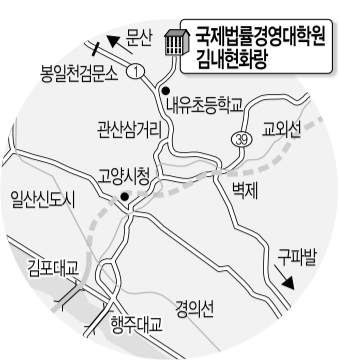 국제법률경영대학원
김내현화랑
문산
봉일천검문소
1
내유초등학교
관산삼거리
39
교외선
고양시청
벽제
일산신도시
구파발
김포대교
경의선
행주대교